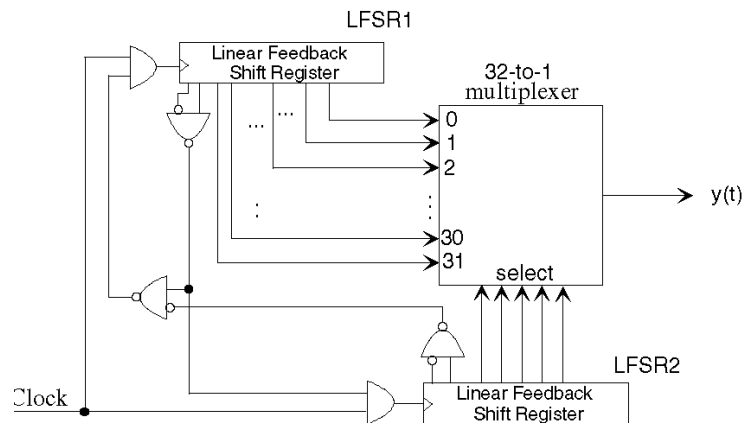 LFSR1
Linear Feedback
Shift Register
32-to-1
multiplexer
... ...
0
1
2
30
31
select
y(t)
LFSR2
Clock
Linear Feedback
Shift Register